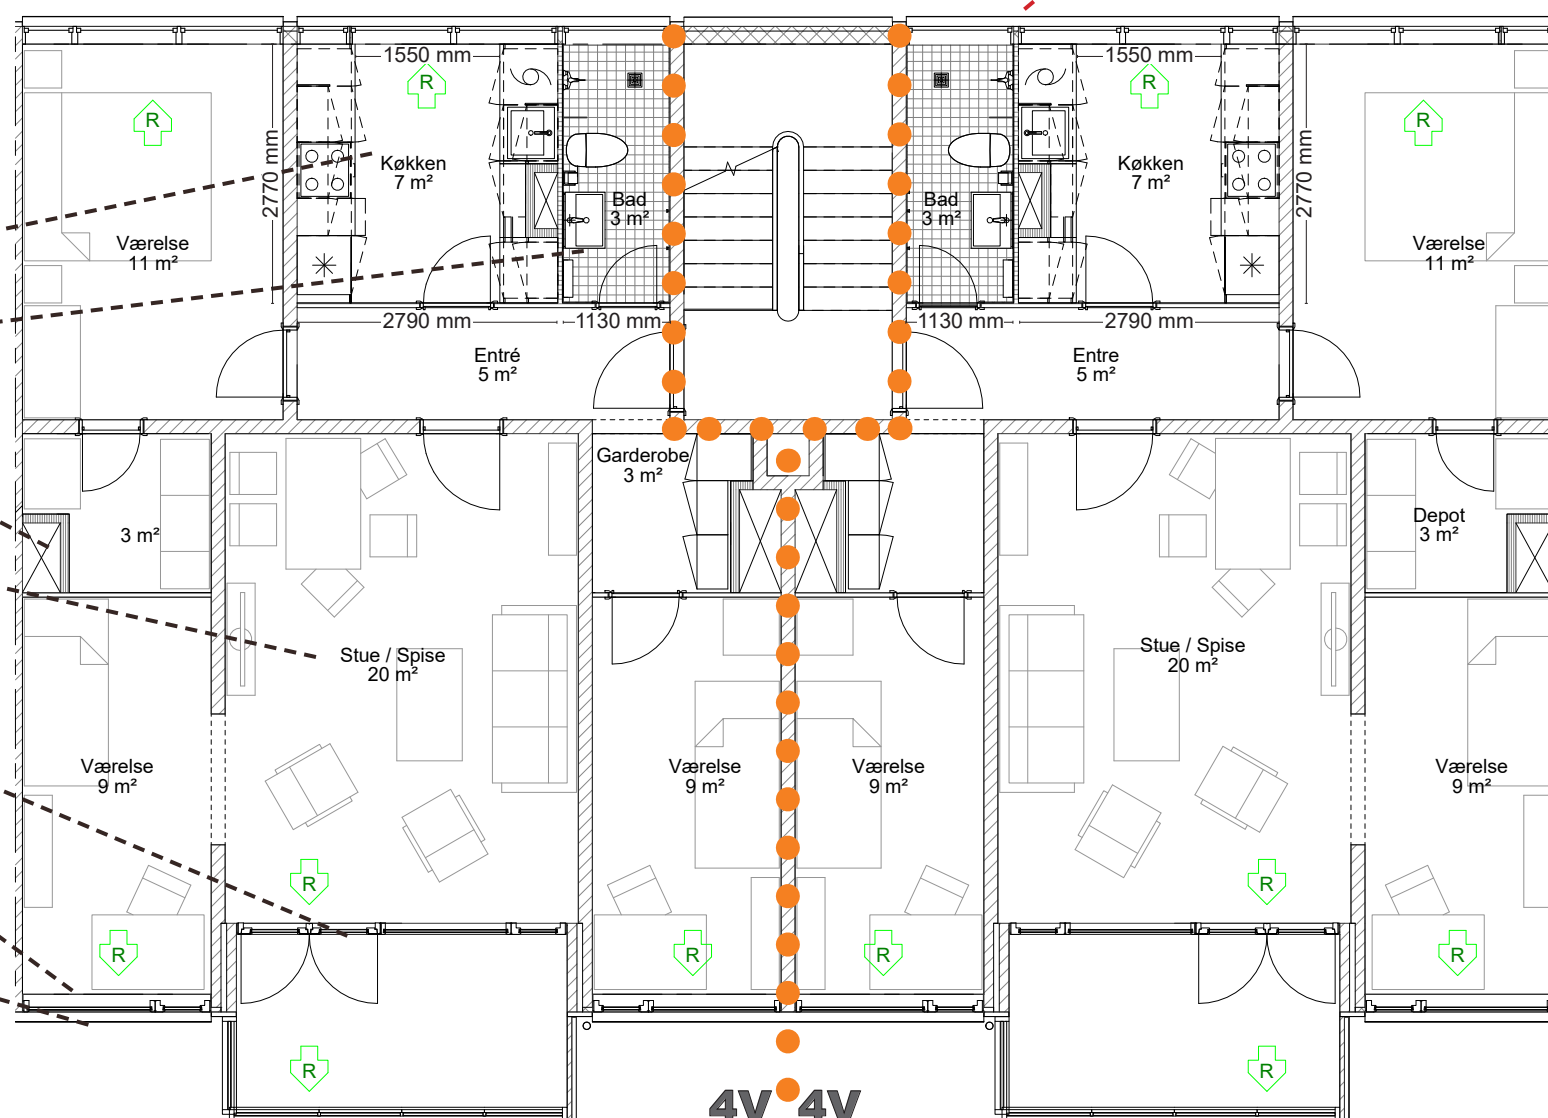 1550 mm
1550 mm
R
R
R
R
2770 mm
Køkken
7 m²
Køkken
7 m²
2770 mm
Bad
3 m²
Bad
3 m²
Værelse
11 m²
Værelse
11 m²
2790 mm
1130 mm
1130 mm
2790 mm
Entré
5 m²
Entre
5 m²
Garderobe
3 m²
3 m²
Depot
3 m²
Stue / Spise
20 m²
Stue / Spise
20 m²
Værelse
9 m²
Værelse
9 m²
Værelse
9 m²
Værelse
9 m²
R
R
R
R
R
R
R
R
4V
4V